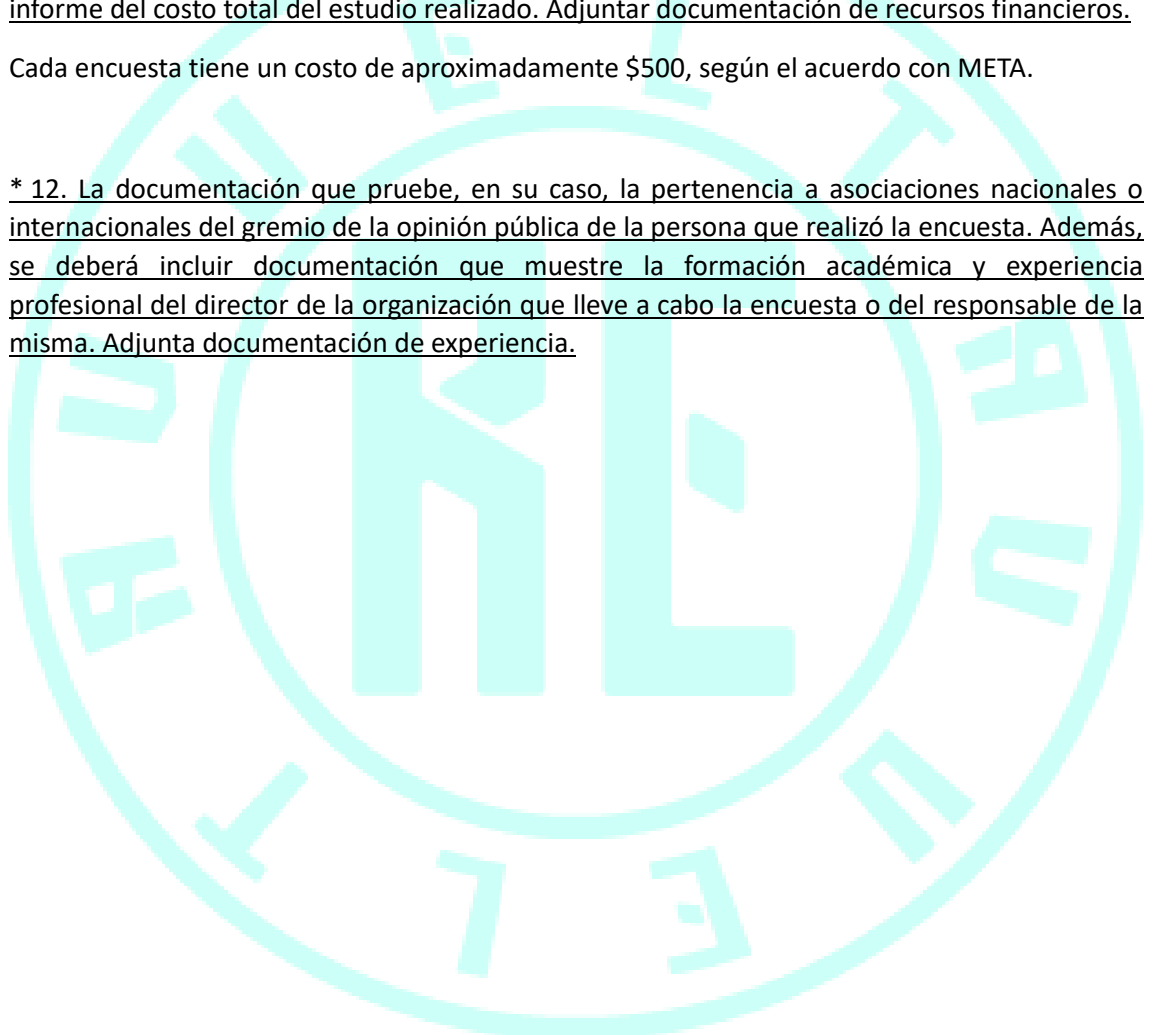 informe del costo total del estudio realizado. Adjuntar documentación de recursos financieros.
Cada encuesta tiene un costo de aproximadamente $500, según el acuerdo con META.
* 12. La documentación que pruebe, en su caso, la pertenencia a asociaciones nacionales o
internacionales del gremio de la opinión pública de la persona que realizó la encuesta. Además,
se deberá incluir documentación que muestre la formación académica y experiencia
profesional del director de la organización que lleve a cabo la encuesta o del responsable de la
misma. Adjunta documentación de experiencia.
RE